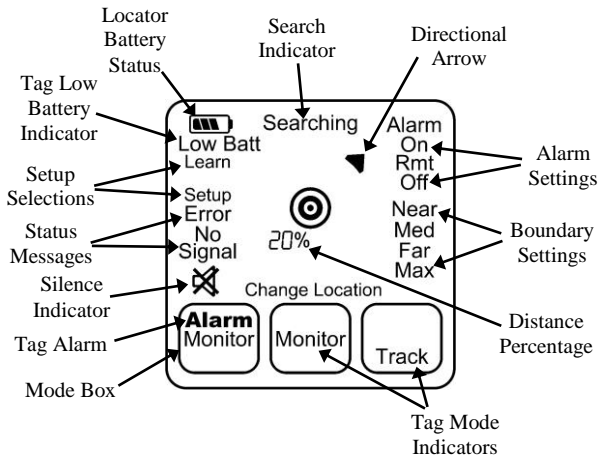 Locator
Battery
Status
Search
Indicator
Directional
Arrow
Tag Low
Battery
Indicator
Setup
Selections
Status
Messages
Silence
Indicator
Tag Alarm
Mode Box
Searching
Low Batt
Learn
Setup
Error
No
Signal
20%
Change Location
Alarm
On
Rmt
Off
Near
Med
Far
Max
Alarm
Monitor
Monitor
Track
Alarm
Settings
Boundary
Settings
Distance
Percentage
Tag Mode
Indicators